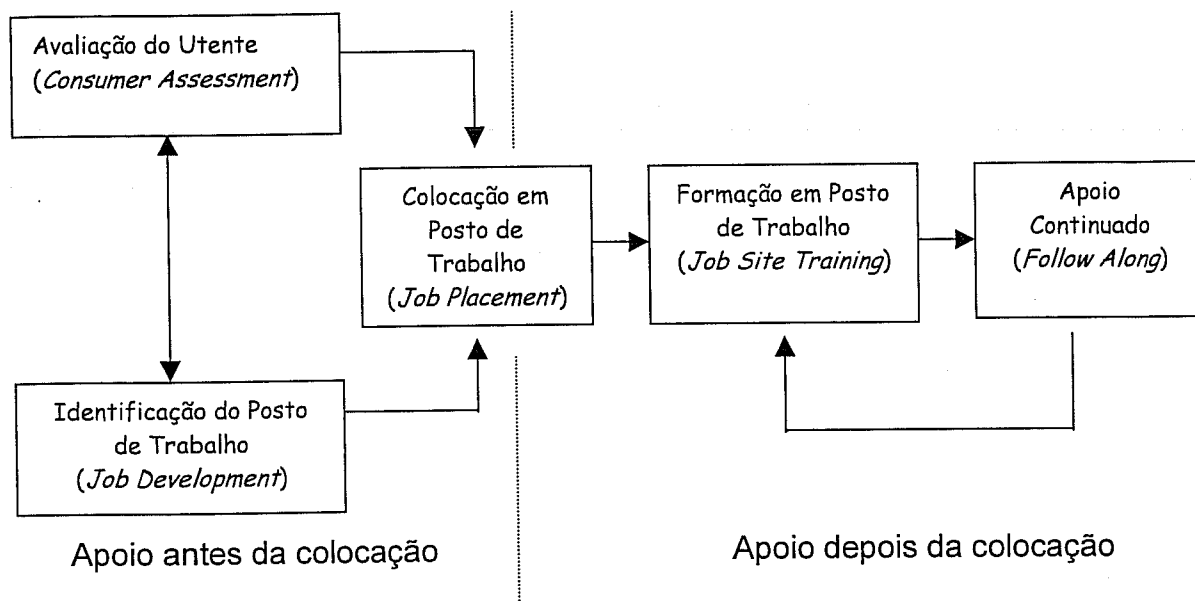 Avaliação do Utente
(Consumer Assessment)
Colocação em
Posto de
Trabalho
(Job Placement)
Formação em Posto
de Trabalho
(Job Site Training)
Apoio
Continuado
(Follow Along)
Identificação do Posto
de Trabalho
(Job Development)
Apoio antes da colocação
Apoio depois da colocação